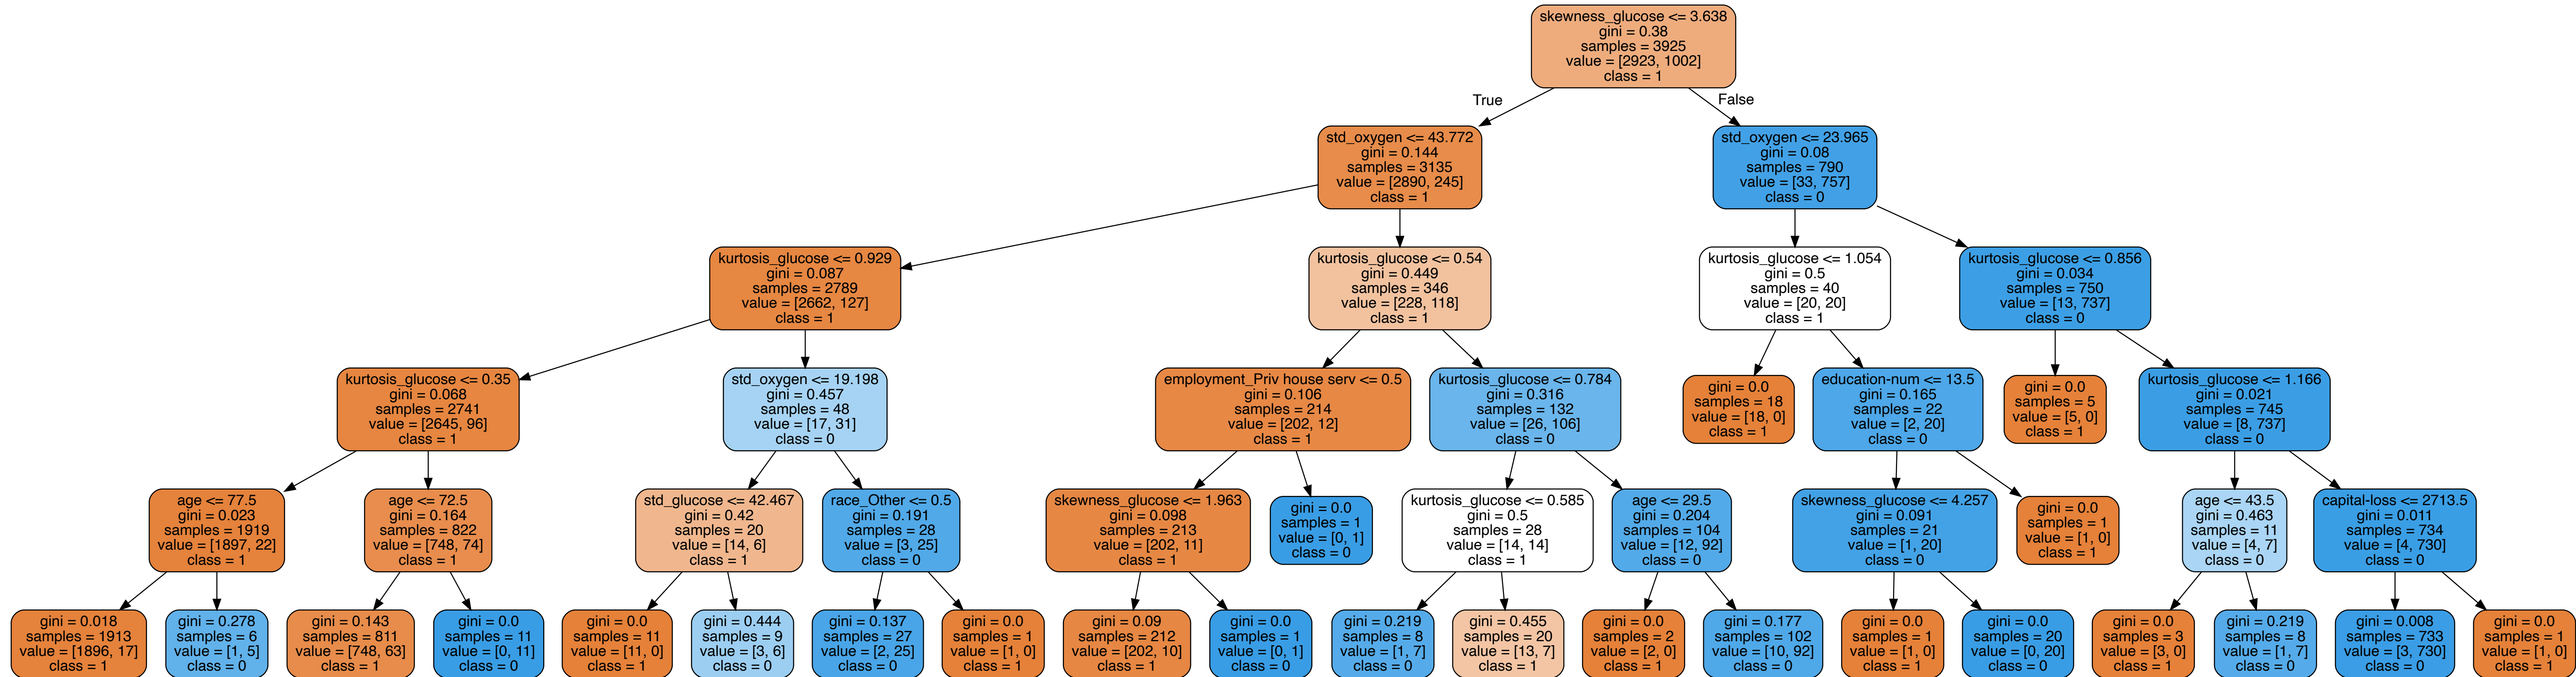 skewness_glucose <= 3.638
gini = 0.38
samples = 3925
value = [2923, 1002]
class = 1
True
False
std_oxygen <= 43.772
gini = 0.144
samples = 3135
value = [2890, 245]
class = 1
std_oxygen <= 23.965
gini = 0.08
samples = 790
value = [33, 757]
class = 0
kurtosis_glucose <= 0.929
gini = 0.087
samples = 2789
value = [2662, 127]
class = 1
kurtosis_glucose <= 0.54
gini = 0.449
samples = 346
value = [228, 118]
class = 1
kurtosis_glucose <= 1.054
gini = 0.5
samples = 40
value = [20, 20]
class = 1
kurtosis_glucose <= 0.856
gini = 0.034
samples = 750
value = [13, 737]
class = 0
kurtosis_glucose <= 0.35
gini = 0.068
samples = 2741
value = [2645, 96]
class = 1
std_oxygen <= 19.198
gini = 0.457
samples = 48
value = [17, 31]
class = 0
employment_Priv house serv <= 0.5
gini = 0.106
samples = 214
value = [202, 12]
class = 1
kurtosis_glucose <= 0.784
gini = 0.316
samples = 132
value = [26, 106]
class = 0
gini = 0.0
samples = 18
value = [18, 0]
class = 1
education-num <= 13.5
gini = 0.165
samples = 22
value = [2, 20]
class = 0
gini = 0.0
samples = 5
value = [5, 0]
class = 1
kurtosis_glucose <= 1.166
gini = 0.021
samples = 745
value = [8, 737]
class = 0
age <= 77.5
gini = 0.023
samples = 1919
value = [1897, 22]
class = 1
age <= 72.5
gini = 0.164
samples = 822
value = [748, 74]
class = 1
std_glucose <= 42.467
gini = 0.42
samples = 20
value = [14, 6]
class = 1
race_Other <= 0.5
gini = 0.191
samples = 28
value = [3, 25]
class = 0
skewness_glucose <= 1.963
gini = 0.098
samples = 213
value = [202, 11]
class = 1
gini = 0.0
samples = 1
value = [0, 1]
class = 0
kurtosis_glucose <= 0.585
gini = 0.5
samples = 28
value = [14, 14]
class = 1
age <= 29.5
gini = 0.204
samples = 104
value = [12, 92]
class = 0
skewness_glucose <= 4.257
gini = 0.091
samples = 21
value = [1, 20]
class = 0
gini = 0.0
samples = 1
value = [1, 0]
class = 1
age <= 43.5
gini = 0.463
samples = 11
value = [4, 7]
class = 0
capital-loss <= 2713.5
gini = 0.011
samples = 734
value = [4, 730]
class = 0
gini = 0.018
samples = 1913
value = [1896, 17]
class = 1
gini = 0.278
samples = 6
value = [1, 5]
class = 0
gini = 0.143
samples = 811
value = [748, 63]
class = 1
gini = 0.0
samples = 11
value = [0, 11]
class = 0
gini = 0.0
samples = 11
value = [11, 0]
class = 1
gini = 0.444
samples = 9
value = [3, 6]
class = 0
gini = 0.137
samples = 27
value = [2, 25]
class = 0
gini = 0.0
samples = 1
value = [1, 0]
class = 1
gini = 0.09
samples = 212
value = [202, 10]
class = 1
gini = 0.0
samples = 1
value = [0, 1]
class = 0
gini = 0.219
samples = 8
value = [1, 7]
class = 0
gini = 0.455
samples = 20
value = [13, 7]
class = 1
gini = 0.0
samples = 2
value = [2, 0]
class = 1
gini = 0.177
samples = 102
value = [10, 92]
class = 0
gini = 0.0
samples = 1
value = [1, 0]
class = 1
gini = 0.0
samples = 20
value = [0, 20]
class = 0
gini = 0.0
samples = 3
value = [3, 0]
class = 1
gini = 0.219
samples = 8
value = [1, 7]
class = 0
gini = 0.008
samples = 733
value = [3, 730]
class = 0
gini = 0.0
samples = 1
value = [1, 0]
class = 1